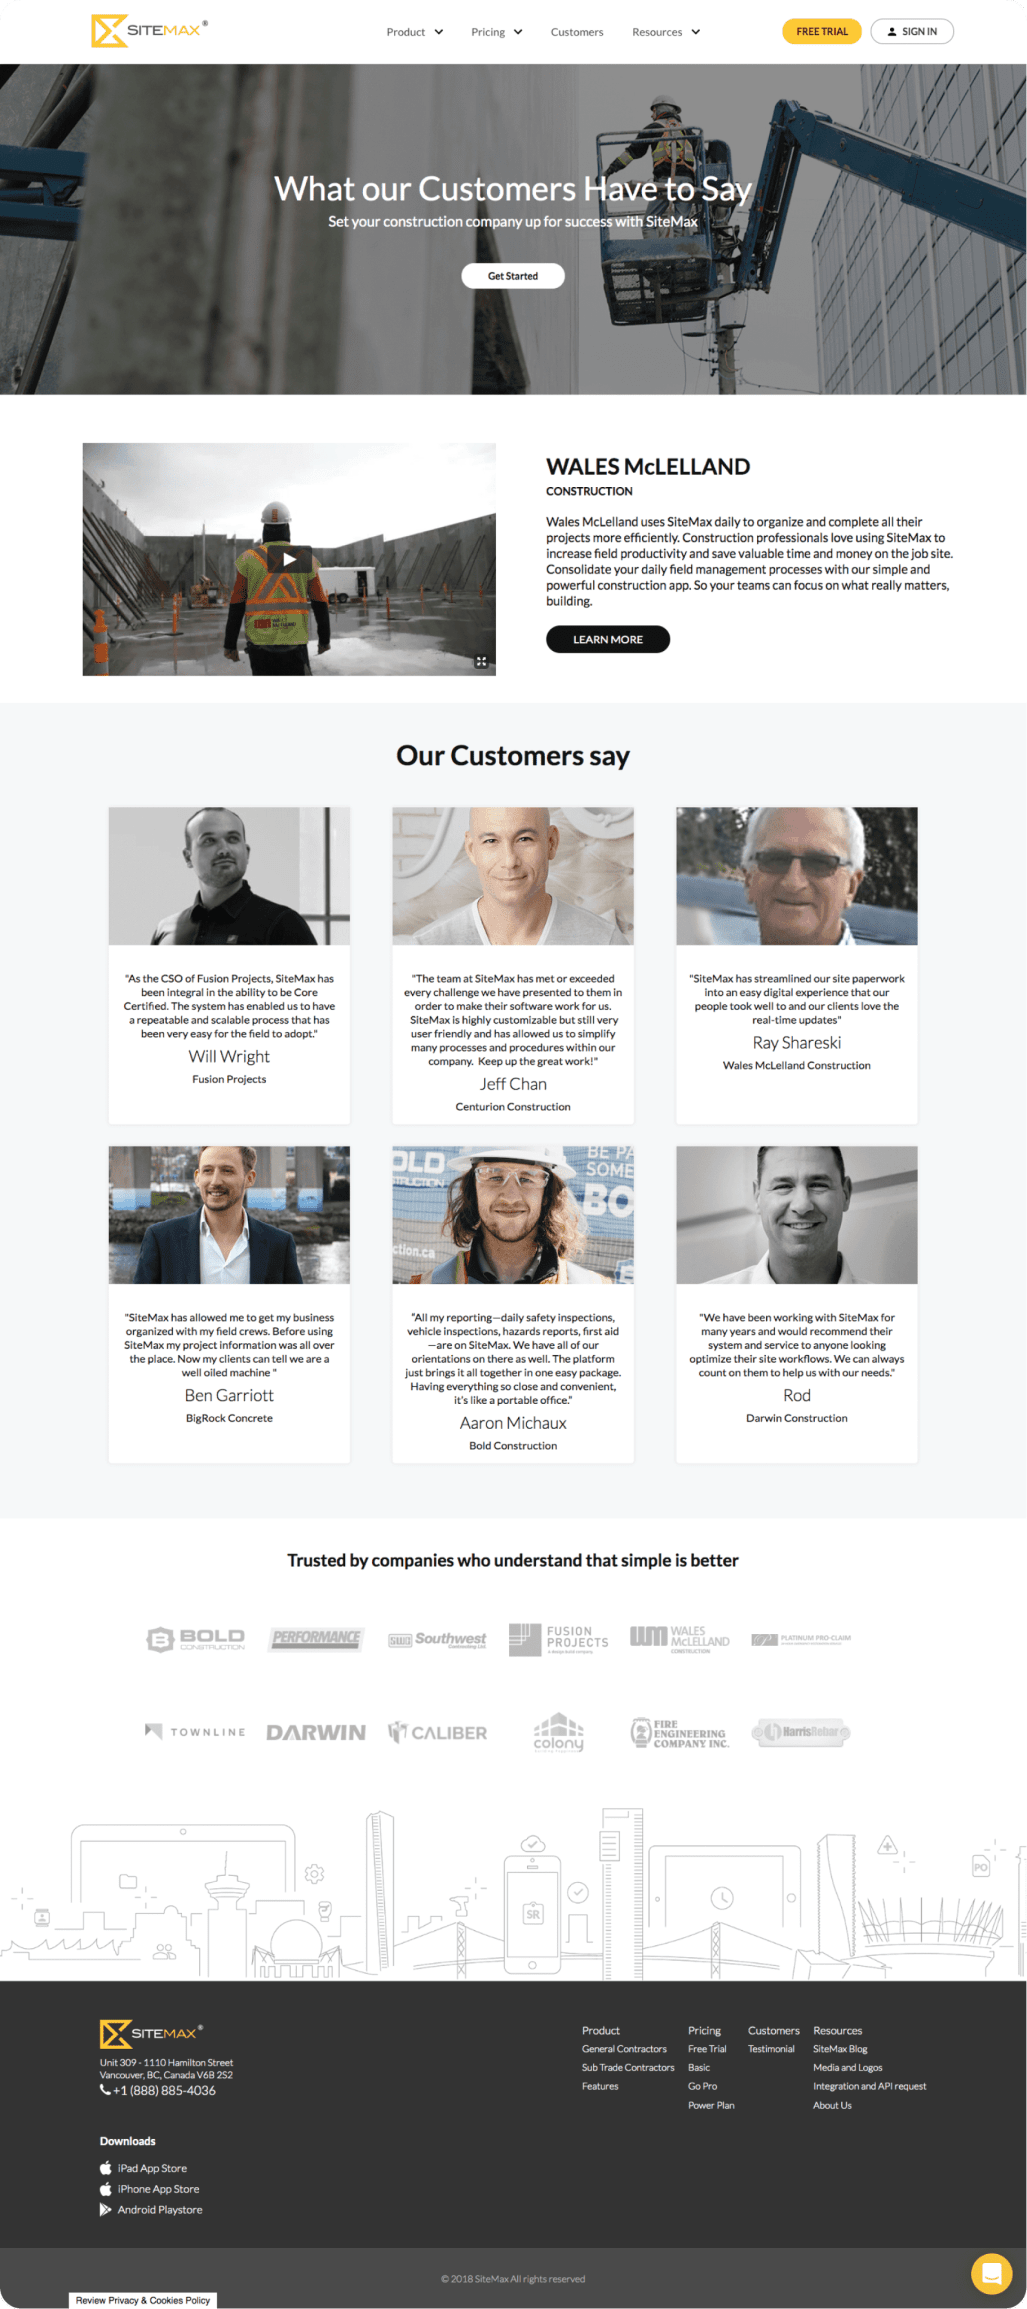 SITEMAX®
Product
Pricing
Customers
Resources
FREE TRIAL
SIGN IN
What our Customers Have to Say
Set your construction company up for success with SiteMax
Get Started
WALES McLELLAND
CONSTRUCTION
Wales McLelland uses SiteMax daily to organize and complete all their
projects more efficiently. Construction professionals love using SiteMax to
increase field productivity and save valuable time and money on the job site.
Consolidate your daily field management processes with our simple and
powerful construction app. So your teams can focus on what really matters,
building.
LEARN MORE
Our Customers say
"As the CSO of Fusion Projects, SiteMax has
been integral in the ability to be Core
Certified. The system has enabled us to have
a repeatable and scalable process that has
been very easy for the field to adopt."
Will Wright
Fusion Projects
"The team at SiteMax has met or exceeded
every challenge we have presented to them in
order to make their software work for us.
SiteMax is highly customizable but still very
user friendly and has allowed us to simplify
many processes and procedures within our
company. Keep up the great work!"
Jeff Chan
Centurion Construction
"SiteMax has streamlined our site paperwork
into an easy digital experience that our
people took well to and our clients love the
real-time updates"
Ray Shareski
Wales McLelland Construction
OLD
RUCTION
ction.ca
BE PA
SOME
BO
"SiteMax has allowed me to get my business
organized with my field crews. Before using
SiteMax my project information was all over
the place. Now my clients can tell we are a
well oiled machine "
Ben Garriott
BigRock Concrete
"All my reporting—daily safety inspections,
vehicle inspections, hazards reports, first aid
—are on SiteMax. We have all of our
orientations on there as well. The platform
just brings it all together in one easy package.
Having everything so close and convenient,
it's like a portable office."
Aaron Michaux
Bold Construction
"We have been working with SiteMax for
many years and would recommend their
system and service to anyone looking
optimize their site workflows. We can always
count on them to help us with our needs."
Rod
Darwin Construction
Trusted by companies who understand that simple is better
B BOLD
CONSTRUCTION
PERFORMANCE
Southwest
Contracting Ltd.
FUSION
PROJECTS
a design build company
WM WALES
McLELLAND
CONSTRUCTION
PLATINUM PRO-CLAIM
TOWNLINE
DARWIN
CALIBER
colony
FIRE
ENGINEERING
COMPANY INC.
HarrisRebar
SR
PO
SITEMAX®
Unit 309 - 1110 Hamilton Street
Vancouver, BC, Canada V6B 2S2
+1 (888) 885-4036
Downloads
iPad App Store
iPhone App Store
Android Playstore
Product
General Contractors
Sub Trade Contractors
Features
Pricing
Free Trial
Basic
Go Pro
Power Plan
Customers
Testimonial
Resources
SiteMax Blog
Media and Logos
Integration and API request
About Us
© 2018 SiteMax All rights reserved
Review Privacy & Cookies Policy